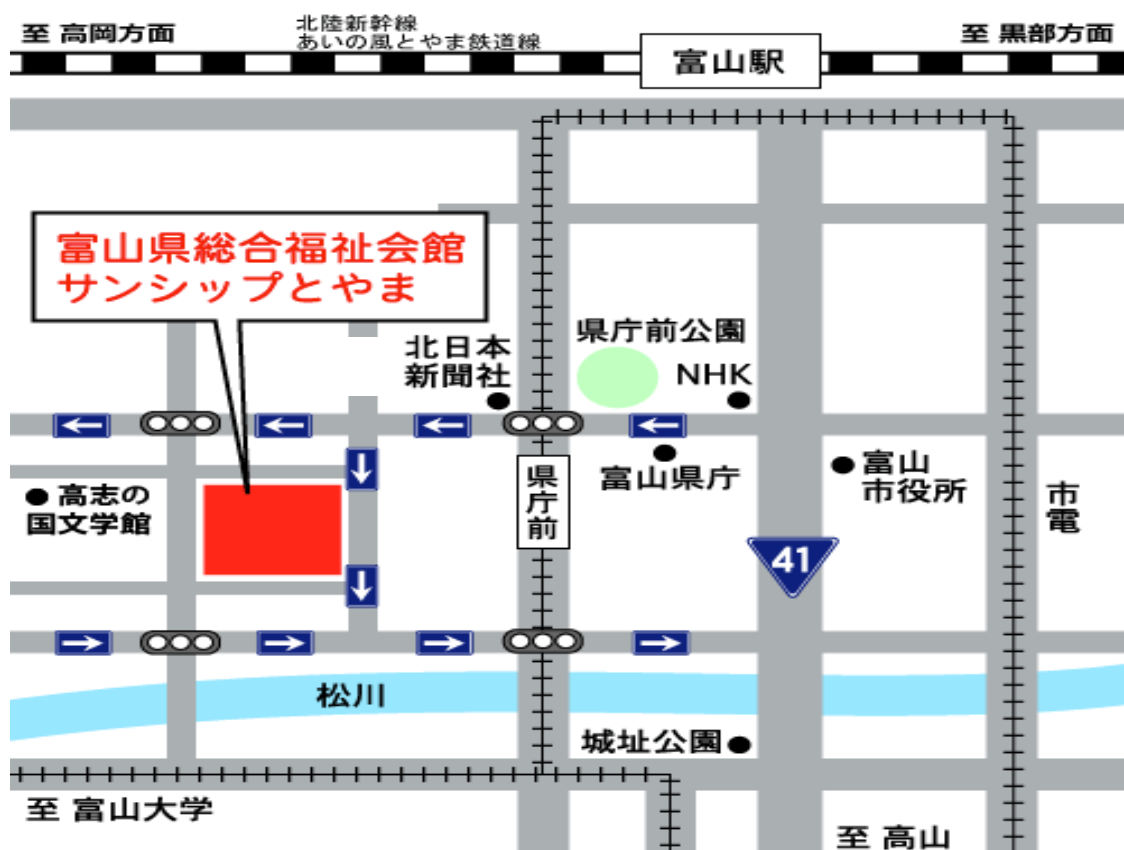 至 高岡方面
北陸新幹線
あいの風とやま鉄道線
富山駅
至 黒部方面
富山県総合福祉会館
サンシップとやま
北日本
新聞社
県庁前公園
NHK
高志の
国文学館
県庁前
富山県庁
富山
市役所
市電
41
松川
城址公園
至 富山大学
至 高山